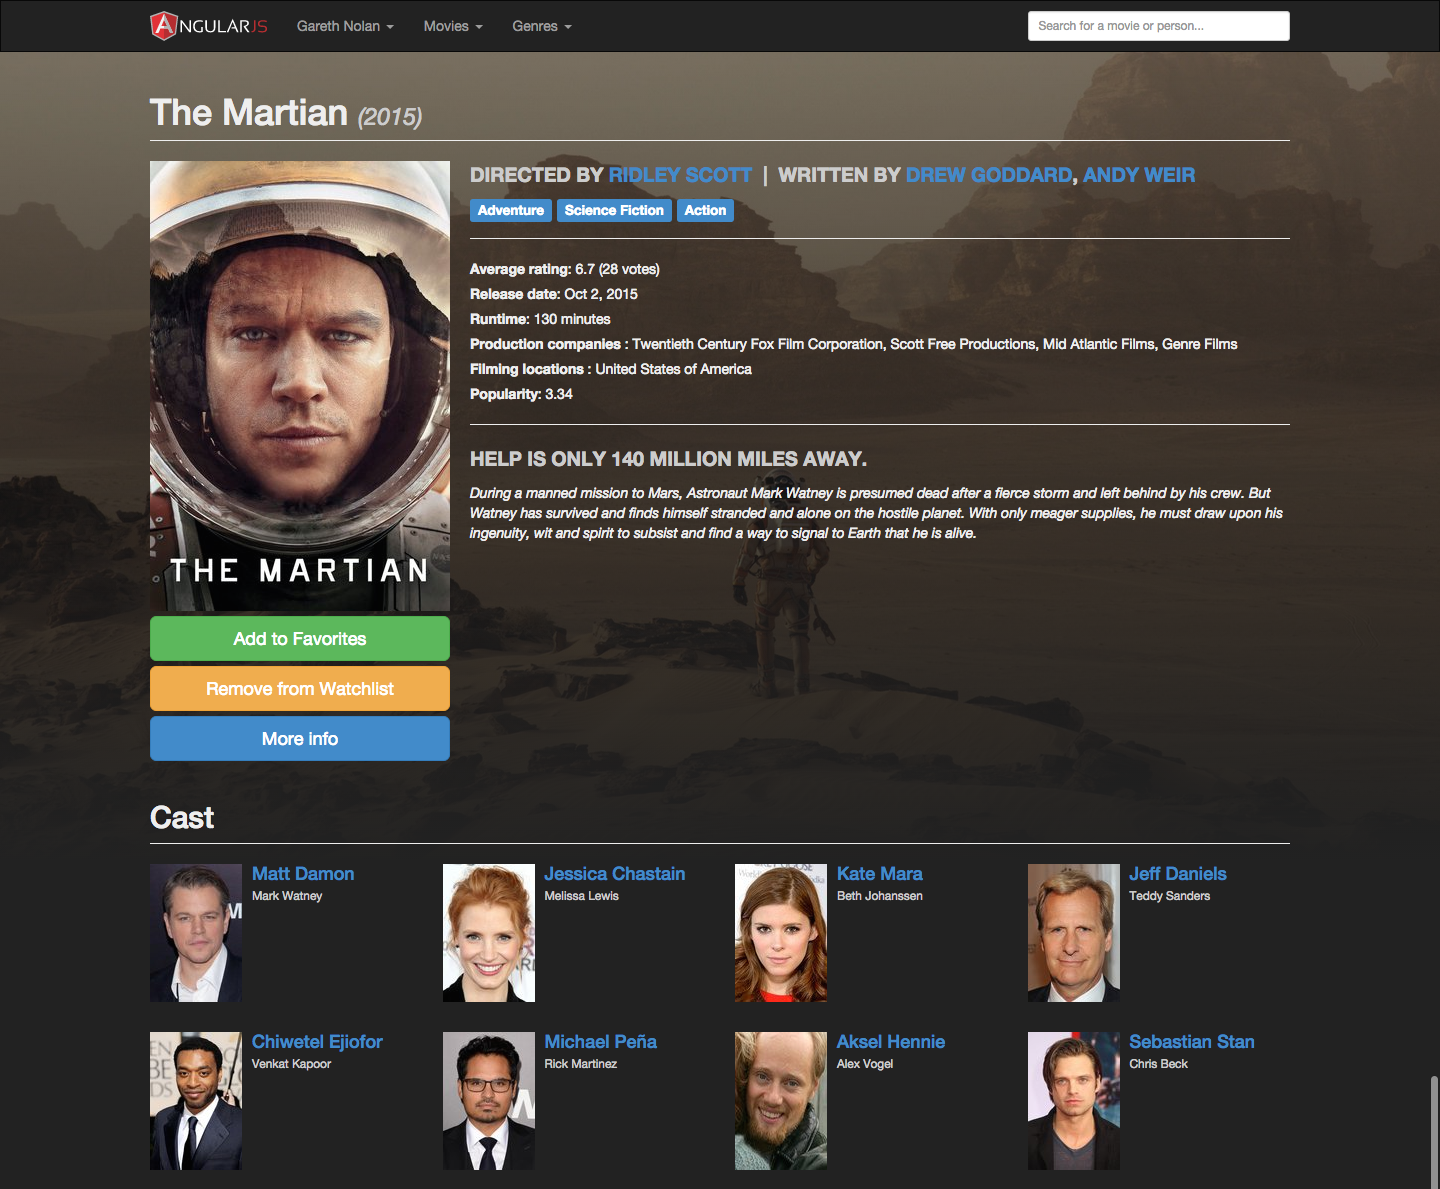 ANGULARJS Gareth Nolan Movies Genres Search for a movie or person...
The Martian (2015)
DIRECTED BY RIDLEY SCOTT | WRITTEN BY DREW GODDARD, ANDY WEIR
Adventure Science Fiction Action
Average rating: 6.7 (28 votes)
Release date: Oct 2, 2015
Runtime: 130 minutes
Production companies : Twentieth Century Fox Film Corporation, Scott Free Productions, Mid Atlantic Films, Genre Films
Filming locations : United States of America
Popularity: 3.34
HELP IS ONLY 140 MILLION MILES AWAY.
During a manned mission to Mars, Astronaut Mark Watney is presumed dead after a fierce storm and left behind by his crew. But
Watney has survived and finds himself stranded and alone on the hostile planet. With only meager supplies, he must draw upon his
ingenuity, wit and spirit to subsist and find a way to signal to Earth that he is alive.
THE MARTIAN
Add to Favorites
Remove from Watchlist
More info
Cast
Matt Damon
Mark Watney
Jessica Chastain
Melissa Lewis
Kate Mara
Beth Johanssen
Jeff Daniels
Teddy Sanders
Chiwetel Ejiofor
Venkat Kapoor
Michael Peña
Rick Martinez
Aksel Hennie
Alex Vogel
Sebastian Stan
Chris Beck